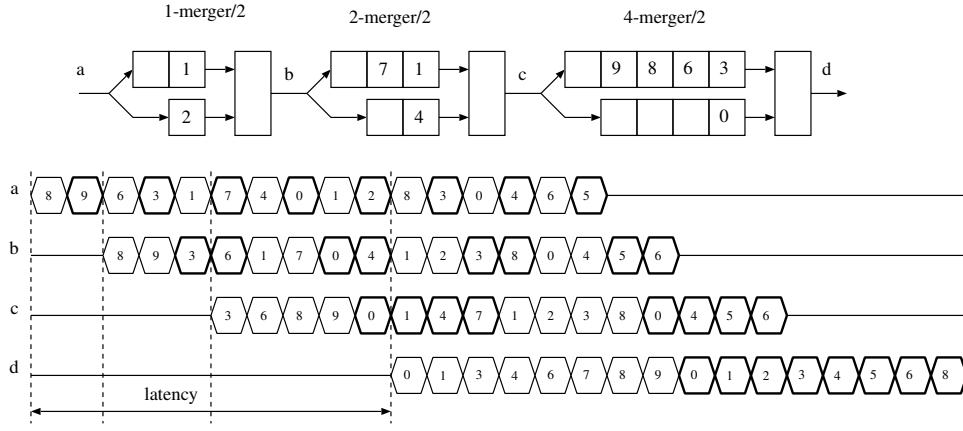 1-merger/2 2-merger/2 4-merger/2
a 1 b 7 1 c 9 8 6 3 d
2 4 0
a 8 9 6 3 1 7 4 0 1 2 8 3 0 4 6 5
b 8 9 3 6 1 7 0 4 1 2 3 8 0 4 5 6
c 3 6 8 9 0 1 4 7 1 2 3 8 0 4 5 6
d 0 1 3 4 6 7 8 9 0 1 2 3 4 5 6 8
latency